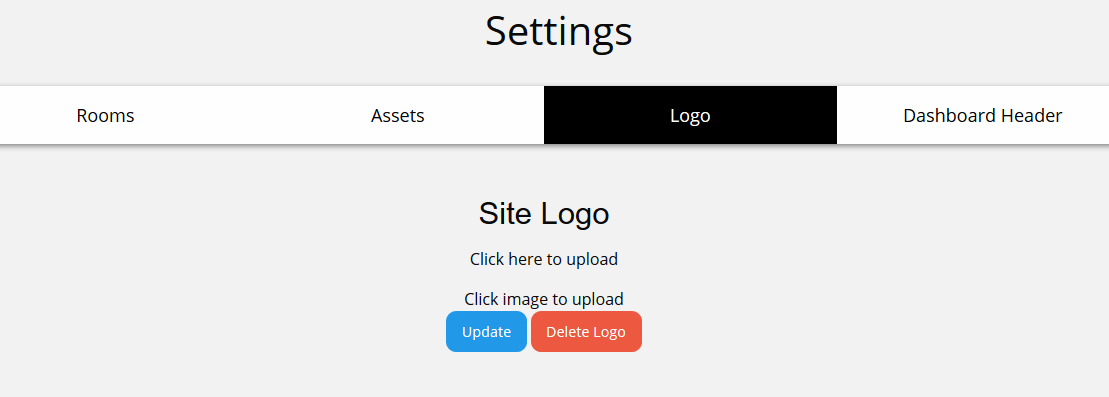 Settings
Rooms Assets Logo Dashboard Header
Site Logo
Click here to upload
Click image to upload
Update Delete Logo